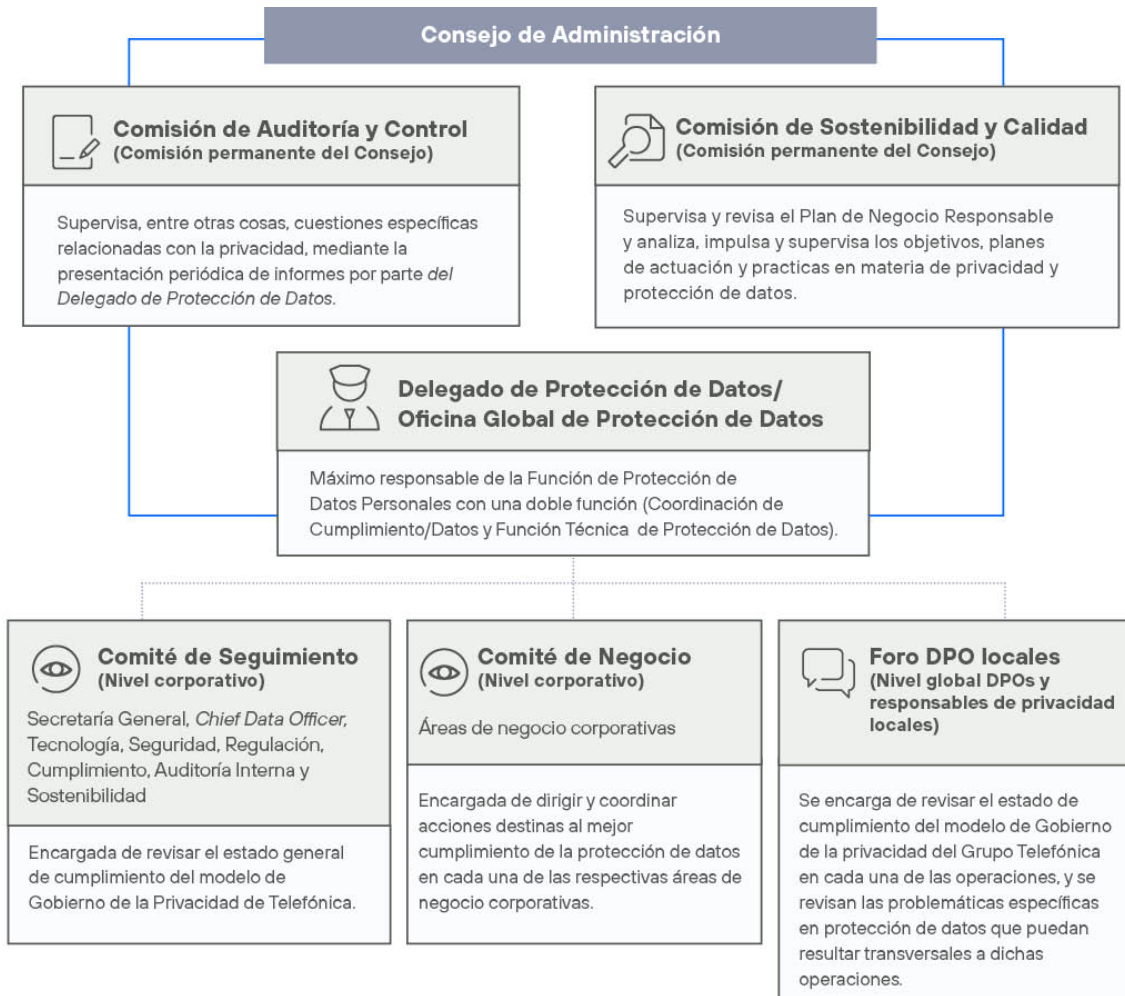 Consejo de Administración
Comisión de Auditoría y Control
(Comisión permanente del Consejo)
Supervisa, entre otras cosas, cuestiones específicas
relacionadas con la privacidad, mediante la
presentación periódica de informes por parte del
Delegado de Protección de Datos.
Comisión de Sostenibilidad y Calidad
(Comisión permanente del Consejo)
Supervisa y revisa el Plan de Negocio Responsable
y analiza, impulsa y supervisa los objetivos, planes
de actuación y practicas en materia de privacidad y
protección de datos.
Delegado de Protección de Datos/
Oficina Global de Protección de Datos
Máximo responsable de la Función de Protección de
Datos Personales con una doble función (Coordinación de
Cumplimiento/Datos y Función Técnica de Protección de Datos).
Comité de Seguimiento
(Nivel corporativo)
Secretaría General, Chief Data Officer,
Tecnología, Seguridad, Regulación,
Cumplimiento, Auditoría Interna y
Sostenibilidad
Encargada de revisar el estado general
de cumplimiento del modelo de
Gobierno de la Privacidad de Telefónica.
Comité de Negocio
(Nivel corporativo)
Áreas de negocio corporativas
Encargada de dirigir y coordinar
acciones destinas al mejor
cumplimiento de la protección de datos
en cada una de las respectivas áreas de
negocio corporativas.
Foro DPO locales
(Nivel global DPOs y
responsables de privacidad
locales)
Se encarga de revisar el estado de
cumplimiento del modelo de Gobierno
de la privacidad del Grupo Telefónica
en cada una de las operaciones, y se
revisan las problemáticas específicas
en protección de datos que puedan
resultar transversales a dichas
operaciones.